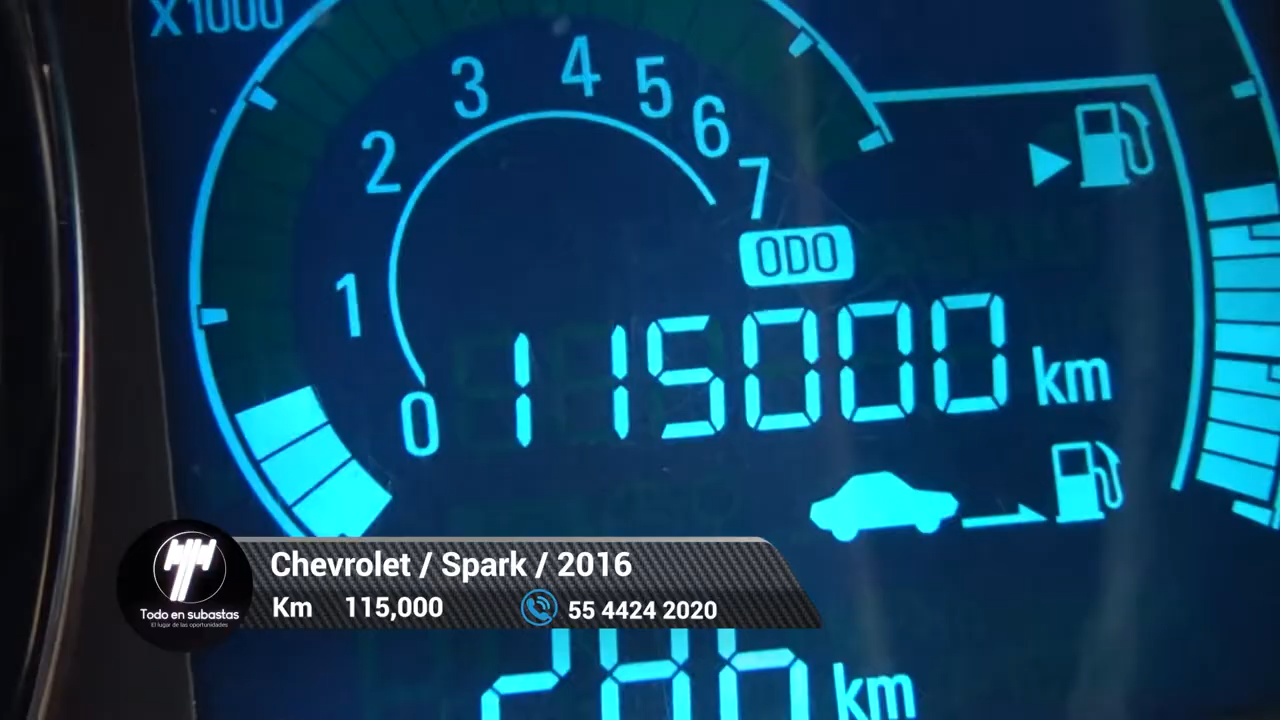 X1000
1
2
3
4
5
6
7
0
ODO
115000 km
Chevrolet / Spark / 2016
Km 115,000
55 4424 2020
Todo en subastas
El lugar de las oportunidades
286 km